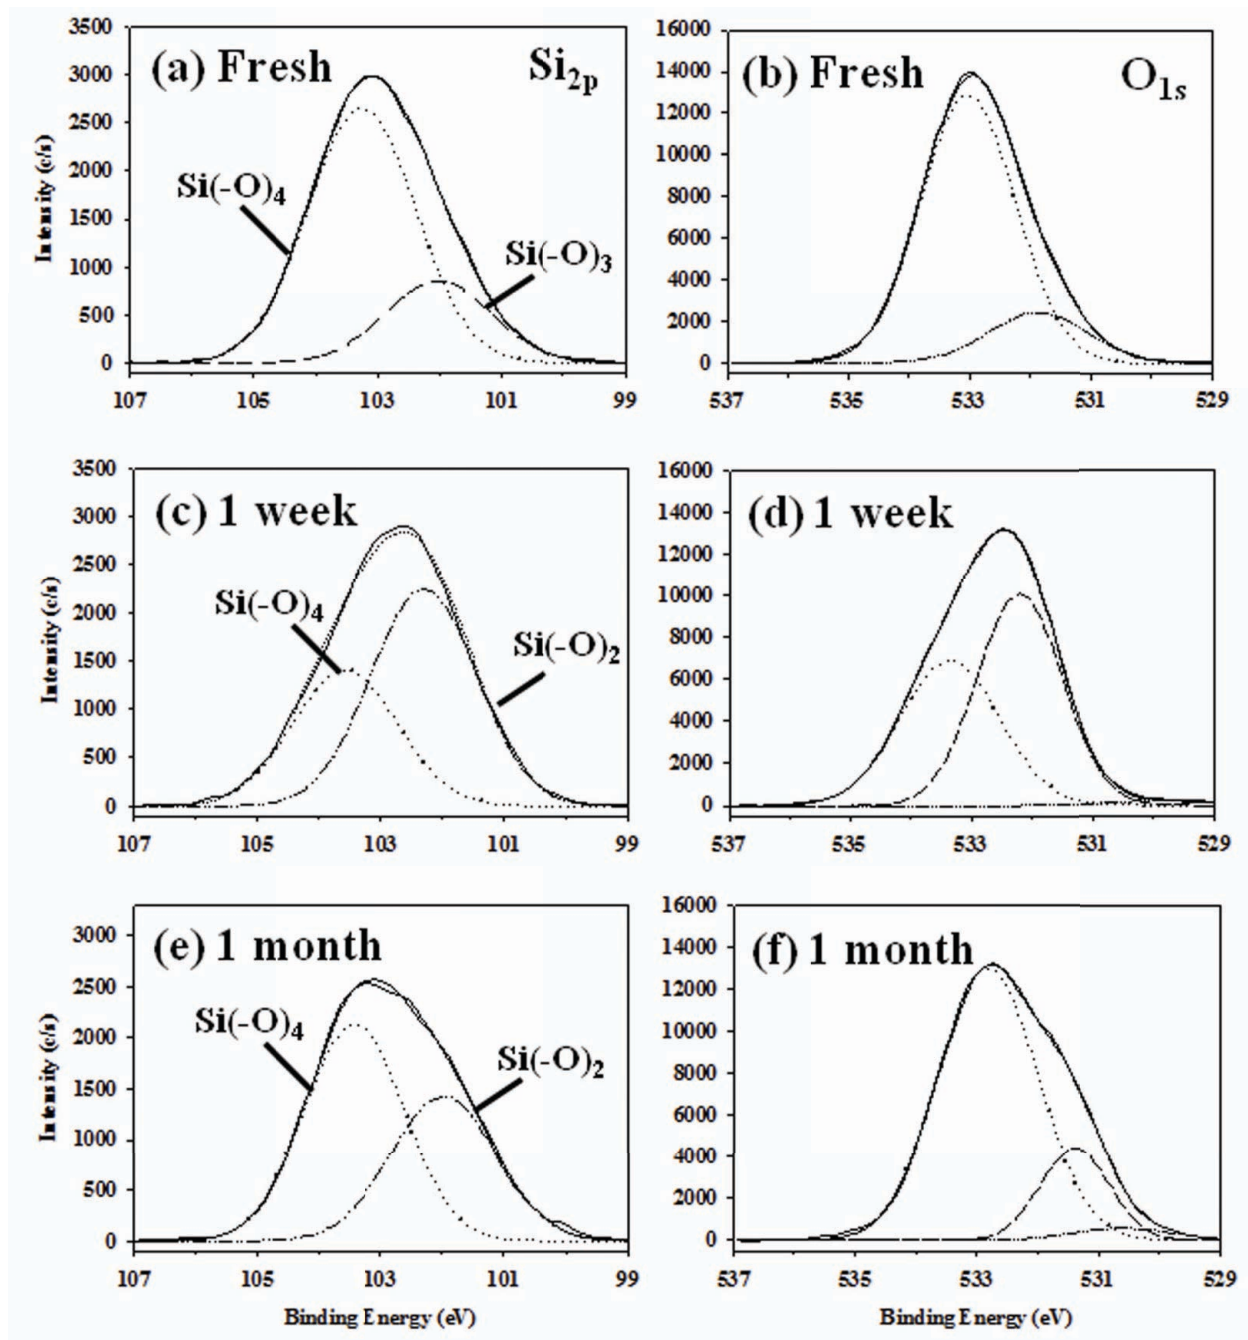 (a) Fresh Si2p
Intensity (c/s)
3500
3000
2500
2000
1500
1000
500
0
Si(-O)4
Si(-O)3
107 105 103 101 99
(b) Fresh O1s
16000
14000
12000
10000
8000
6000
4000
2000
0
537 535 533 531 529
(c) 1 week
Intensity (c/s)
3500
3000
2500
2000
1500
1000
500
0
Si(-O)4
Si(-O)2
107 105 103 101 99
(d) 1 week
16000
14000
12000
10000
8000
6000
4000
2000
0
537 535 533 531 529
(e) 1 month
Intensity (c/s)
3000
2500
2000
1500
1000
500
0
Si(-O)4
Si(-O)2
107 105 103 101 99
Binding Energy (eV)
(f) 1 month
16000
14000
12000
10000
8000
6000
4000
2000
0
537 535 533 531 529
Binding Energy (eV)